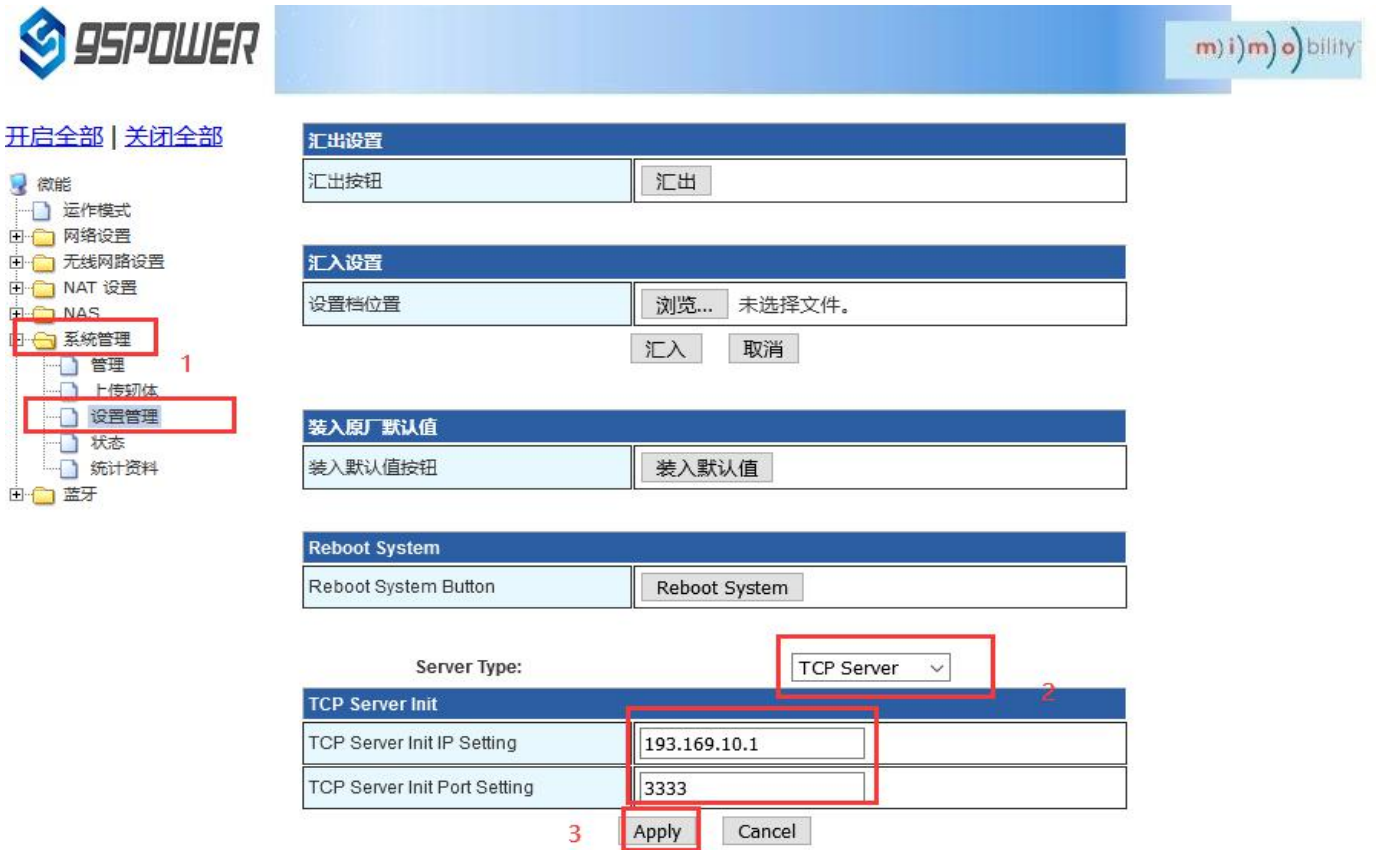 9SPOWER
m)i)m)o)bility
开启全部 | 关闭全部
微能
运作模式
网络设置
无线网路设置
NAT 设置
NAS
系統管理
1
管理
上传轫体
设置管理
状态
统计资料
蓝牙
汇出设置
汇出按钮 汇出
汇入设置
设置档位置 浏览... 未选择文件。
汇入 取消
装入原厂默认值
装入默认值按钮 装入默认值
Reboot System
Reboot System Button Reboot System
Server Type: TCP Server
2
TCP Server Init
TCP Server Init IP Setting 193.169.10.1
TCP Server Init Port Setting 3333
3 Apply Cancel